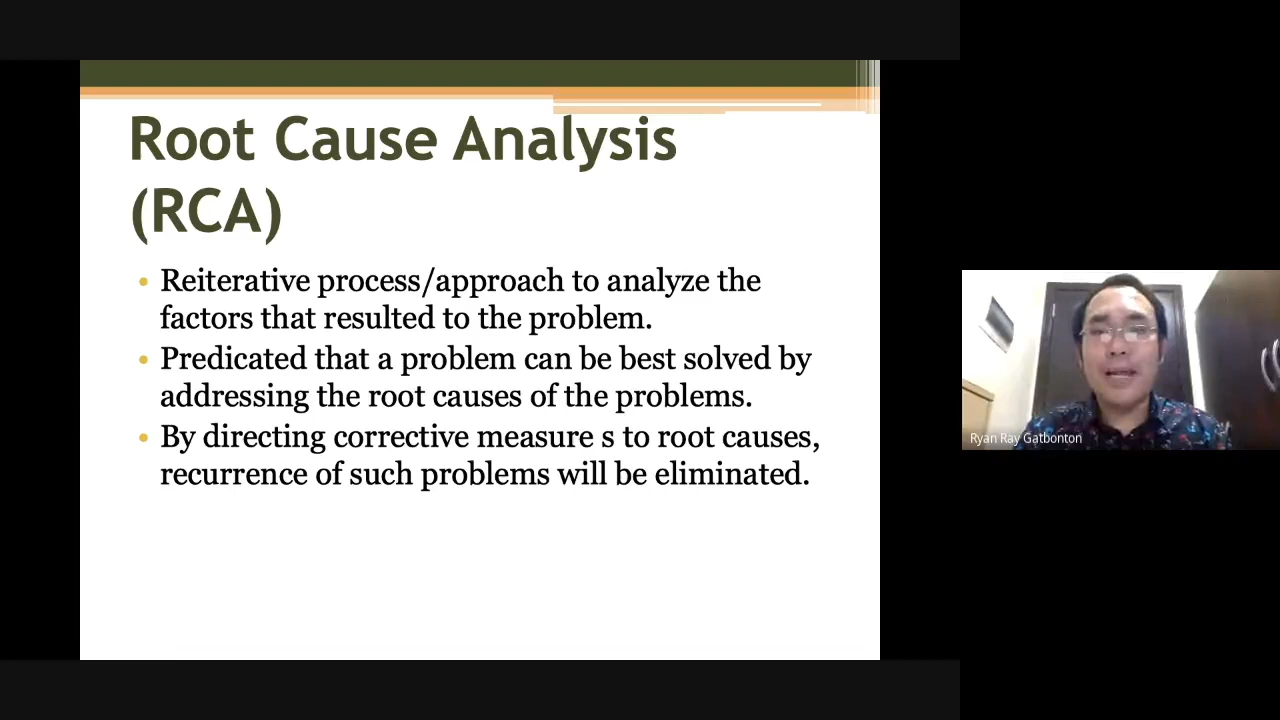 Root Cause Analysis
(RCA)
• Reiterative process/approach to analyze the
factors that resulted to the problem.
• Predicated that a problem can be best solved by
addressing the root causes of the problems.
• By directing corrective measure s to root causes,
recurrence of such problems will be eliminated.
Ryan Ray Gatbonton